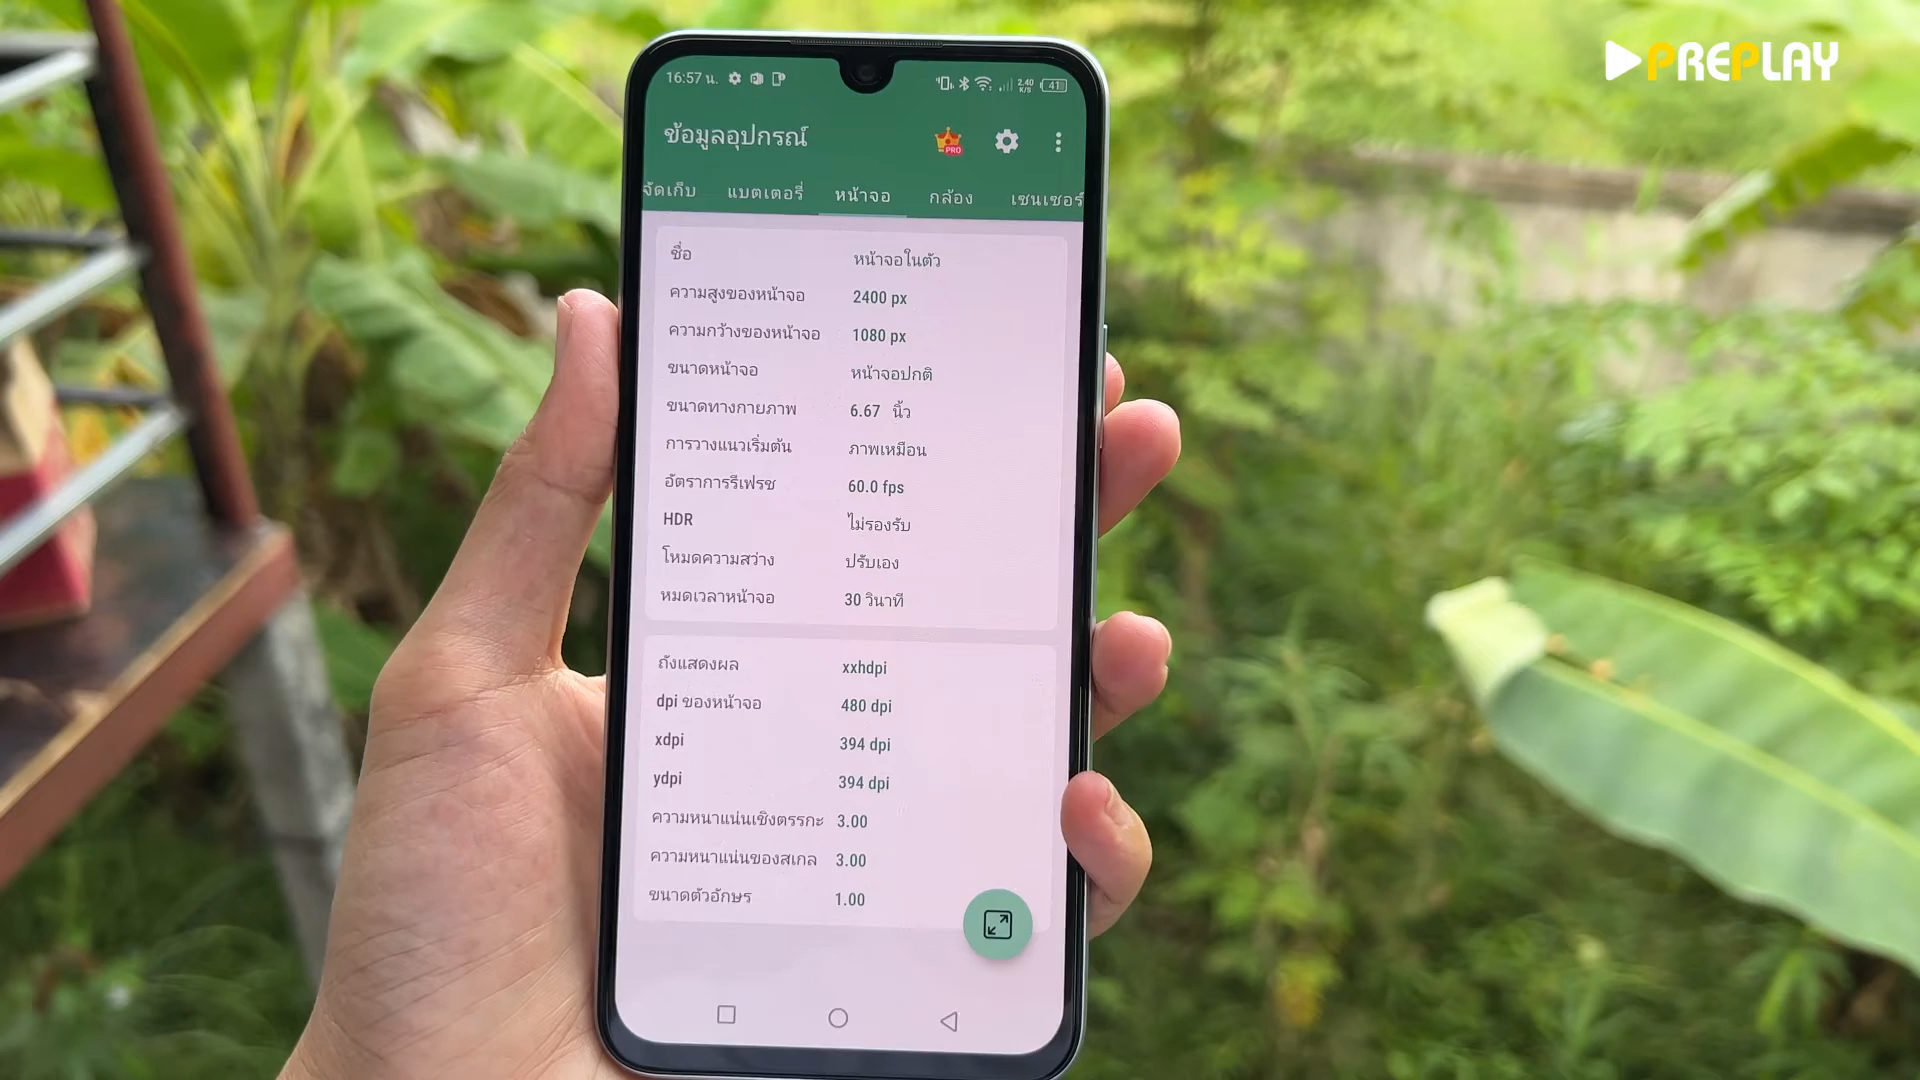 PREPLAY
16:57 น.
2.40 K/S
41
ข้อมูลอุปกรณ์
PRO
จัดเก็บ แบตเตอรี่ หน้าจอ กล้อง เซนเซอร์
ชื่อ หน้าจอในตัว
ความสูงของหน้าจอ 2400 px
ความกว้างของหน้าจอ 1080 px
ขนาดหน้าจอ หน้าจอปกติ
ขนาดทางกายภาพ 6.67 นิ้ว
การวางแนวเริ่มต้น ภาพเหมือน
อัตราการรีเฟรช 60.0 fps
HDR ไม่รองรับ
โหมดความสว่าง ปรับเอง
หมดเวลาหน้าจอ 30 วินาที
ถังแสดงผล xxhdpi
dpi ของหน้าจอ 480 dpi
xdpi 394 dpi
ydpi 394 dpi
ความหนาแน่นเชิงตรรกะ 3.00
ความหนาแน่นของสเกล 3.00
ขนาดตัวอักษร 1.00